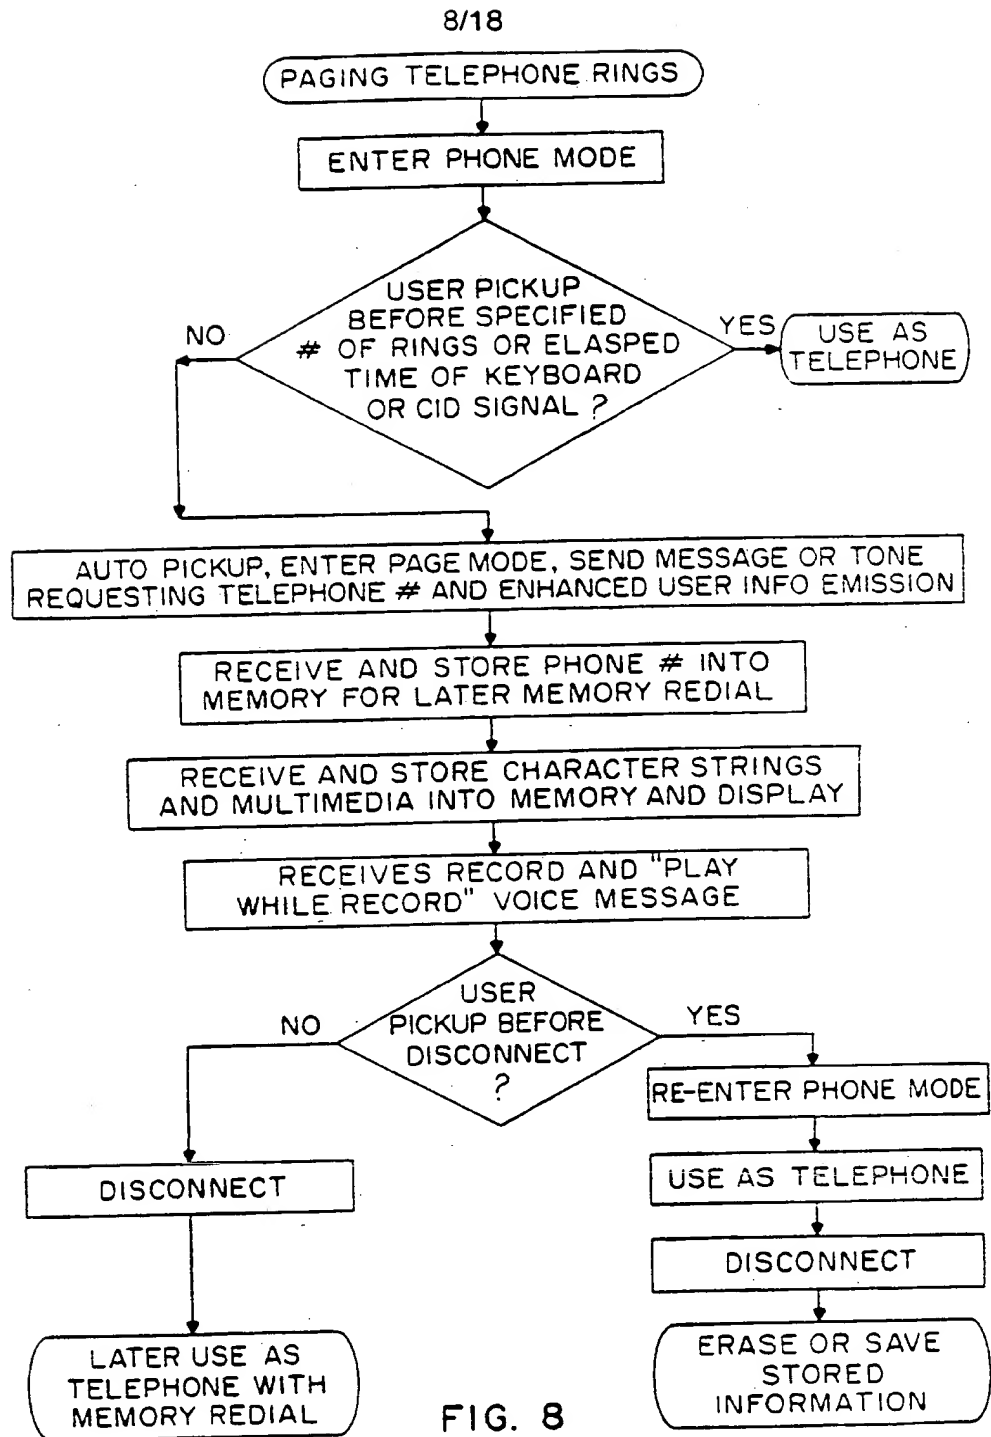 8/18
PAGING TELEPHONE RINGS
ENTER PHONE MODE
USER PICKUP
BEFORE SPECIFIED
# OF RINGS OR ELASPED
TIME OF KEYBOARD
OR CID SIGNAL ?
NO
YES
USE AS
TELEPHONE
AUTO PICKUP, ENTER PAGE MODE, SEND MESSAGE OR TONE
REQUESTING TELEPHONE # AND ENHANCED USER INFO EMISSION
RECEIVE AND STORE PHONE # INTO
MEMORY FOR LATER MEMORY REDIAL
RECEIVE AND STORE CHARACTER STRINGS
AND MULTIMEDIA INTO MEMORY AND DISPLAY
RECEIVES RECORD AND "PLAY
WHILE RECORD" VOICE MESSAGE
USER
PICKUP BEFORE
DISCONNECT
?
NO
YES
DISCONNECT
LATER USE AS
TELEPHONE WITH
MEMORY REDIAL
RE-ENTER PHONE MODE
USE AS TELEPHONE
DISCONNECT
ERASE OR SAVE
STORED
INFORMATION
FIG. 8